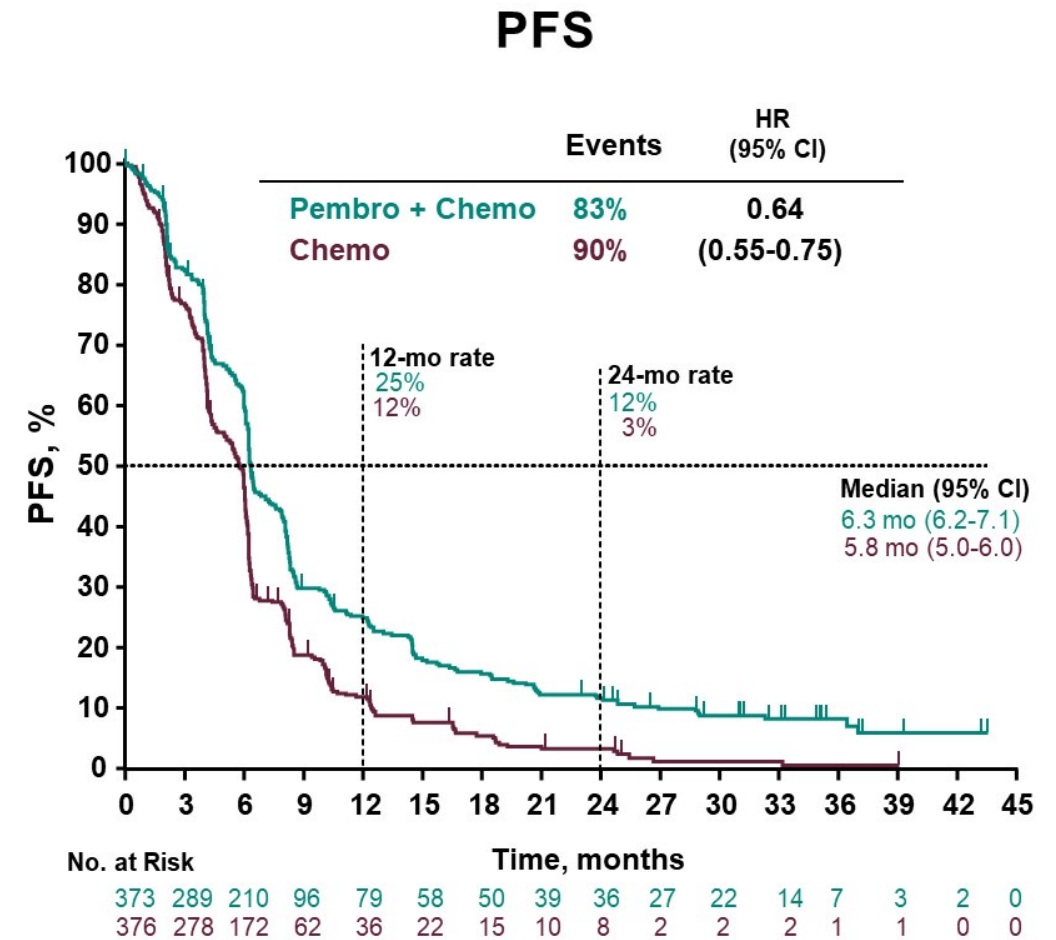 PFS
Events
HR
(95% CI)
Pembro + Chemo 83% 0.64
Chemo 90% (0.55-0.75)
PFS, %
100
90
80
70
60
50
40
30
20
10
0
12-mo rate
25%
12%
24-mo rate
12%
3%
Median (95% CI)
6.3 mo (6.2-7.1)
5.8 mo (5.0-6.0)
0 3 6 9 12 15 18 21 24 27 30 33 36 39 42 45
Time, months
No. at Risk
373 289 210 96 79 58 50 39 36 27 22 14 7 3 2 0
376 278 172 62 36 22 15 10 8 2 2 2 1 1 0 0